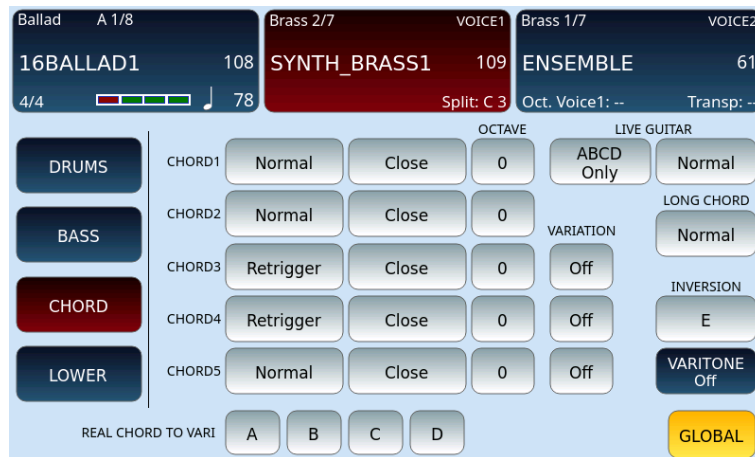 Ballad A 1/8
16BALLAD1 108
4/4 78
Brass 2/7 VOICE1
SYNTH_BRASS1 109
Split: C 3
Brass 1/7 VOICE2
ENSEMBLE 61
Oct. Voice1: -- Transp: --
DRUMS
BASS
CHORD
LOWER
OCTAVE
CHORD1 Normal Close 0
CHORD2 Normal Close 0
CHORD3 Retrigger Close 0
CHORD4 Retrigger Close 0
CHORD5 Normal Close 0
VARIATION
Off
Off
Off
LIVE GUITAR
ABCD
Only
Normal
LONG CHORD
Normal
INVERSION
E
VARITONE
Off
REAL CHORD TO VARI A B C D
GLOBAL